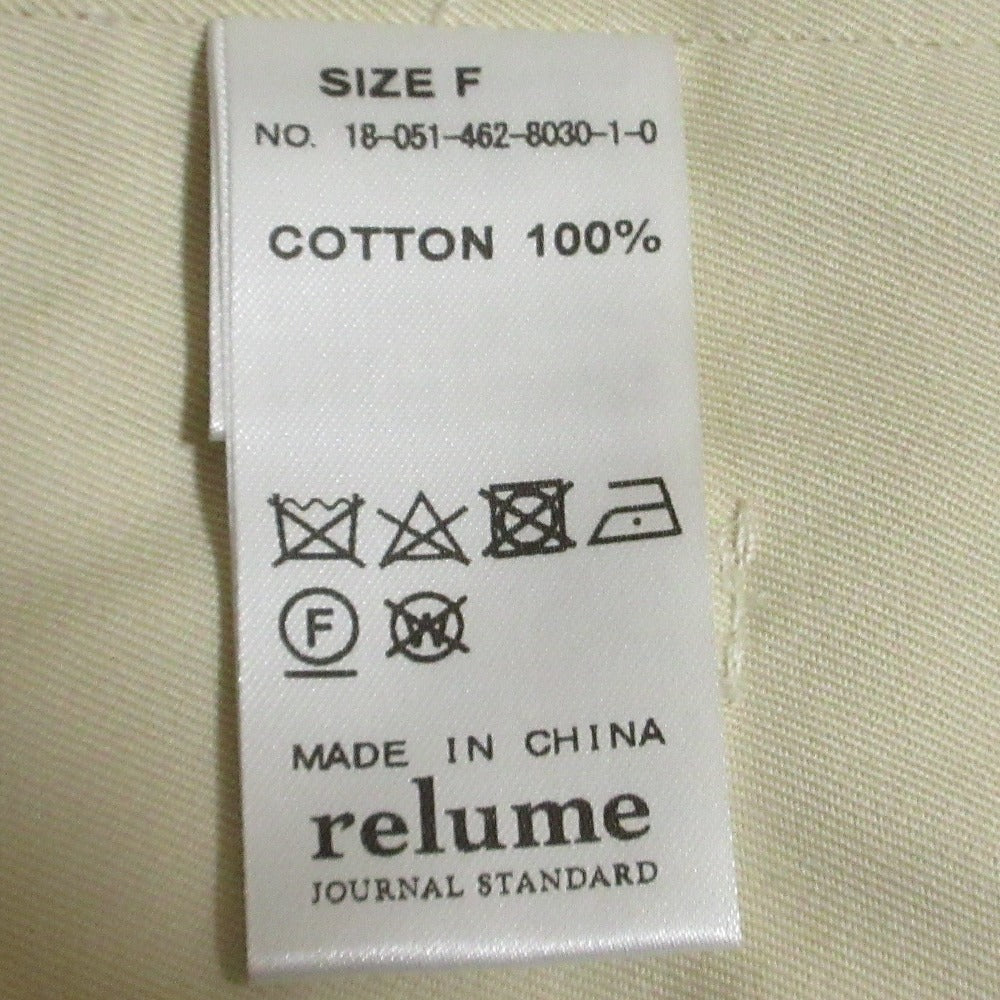 SIZE F
NO. 18-051-462-8030-1-0
COTTON 100%
F
W
MADE IN CHINA
relume
JOURNAL STANDARD